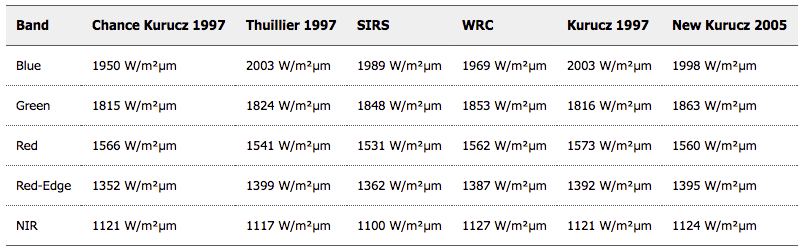 Band Chance Kurucz 1997 Thuillier 1997 SIRS WRC Kurucz 1997 New Kurucz 2005
Blue 1950 W/m²µm 2003 W/m²µm 1989 W/m²µm 1969 W/m²µm 2003 W/m²µm 1998 W/m²µm
Green 1815 W/m²µm 1824 W/m²µm 1848 W/m²µm 1853 W/m²µm 1816 W/m²µm 1863 W/m²µm
Red 1566 W/m²µm 1541 W/m²µm 1531 W/m²µm 1562 W/m²µm 1573 W/m²µm 1560 W/m²µm
Red-Edge 1352 W/m²µm 1399 W/m²µm 1362 W/m²µm 1387 W/m²µm 1392 W/m²µm 1395 W/m²µm
NIR 1121 W/m²µm 1117 W/m²µm 1100 W/m²µm 1127 W/m²µm 1121 W/m²µm 1124 W/m²µm